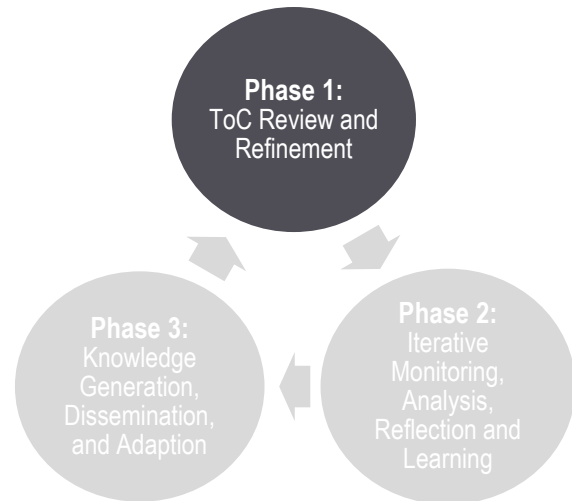 Phase 1:
ToC Review and
Refinement
Phase 2:
Iterative
Monitoring,
Analysis,
Reflection and
Learning
Phase 3:
Knowledge
Generation,
Dissemination,
and Adaption